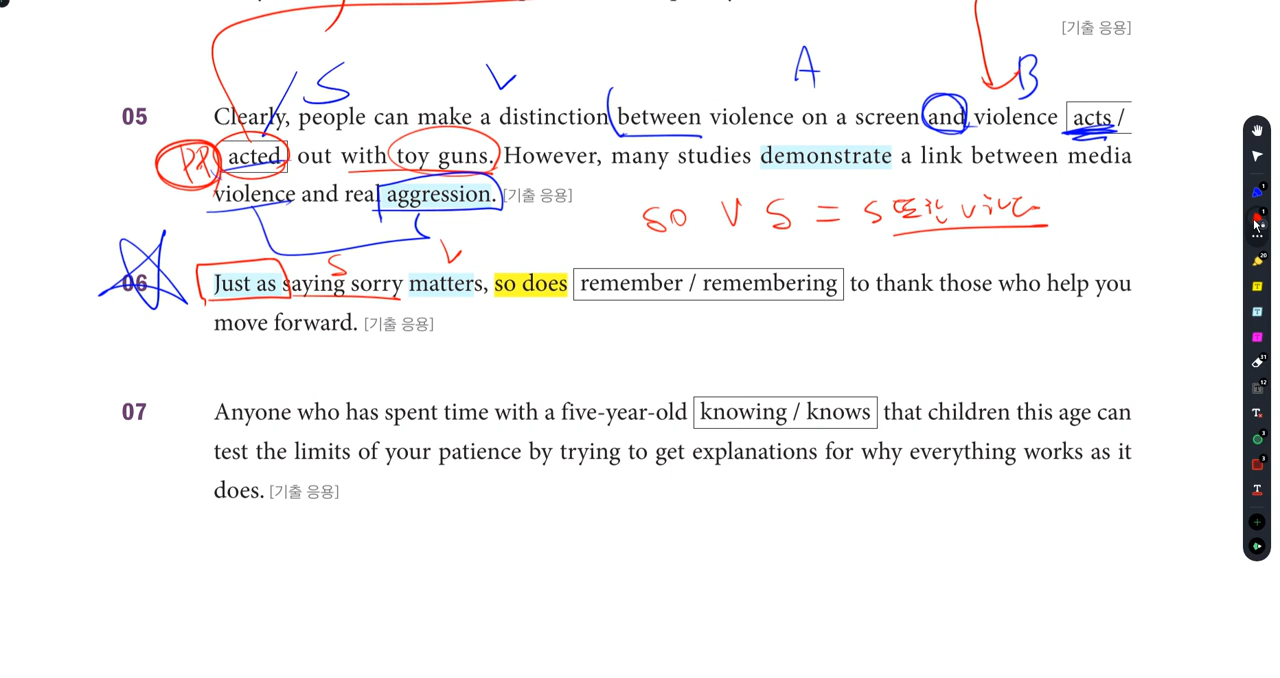 [기출 응용]
S V A B
05 Clearly, people can make a distinction between violence on a screen and violence acts /
PP acted out with toy guns. However, many studies demonstrate a link between media
violence and real aggression. [기출 응용]
so V S = S 또한 V하다
S V
06 Just as saying sorry matters, so does remember / remembering to thank those who help you
move forward. [기출 응용]
07 Anyone who has spent time with a five-year-old knowing / knows that children this age can
test the limits of your patience by trying to get explanations for why everything works as it
does. [기출 응용]